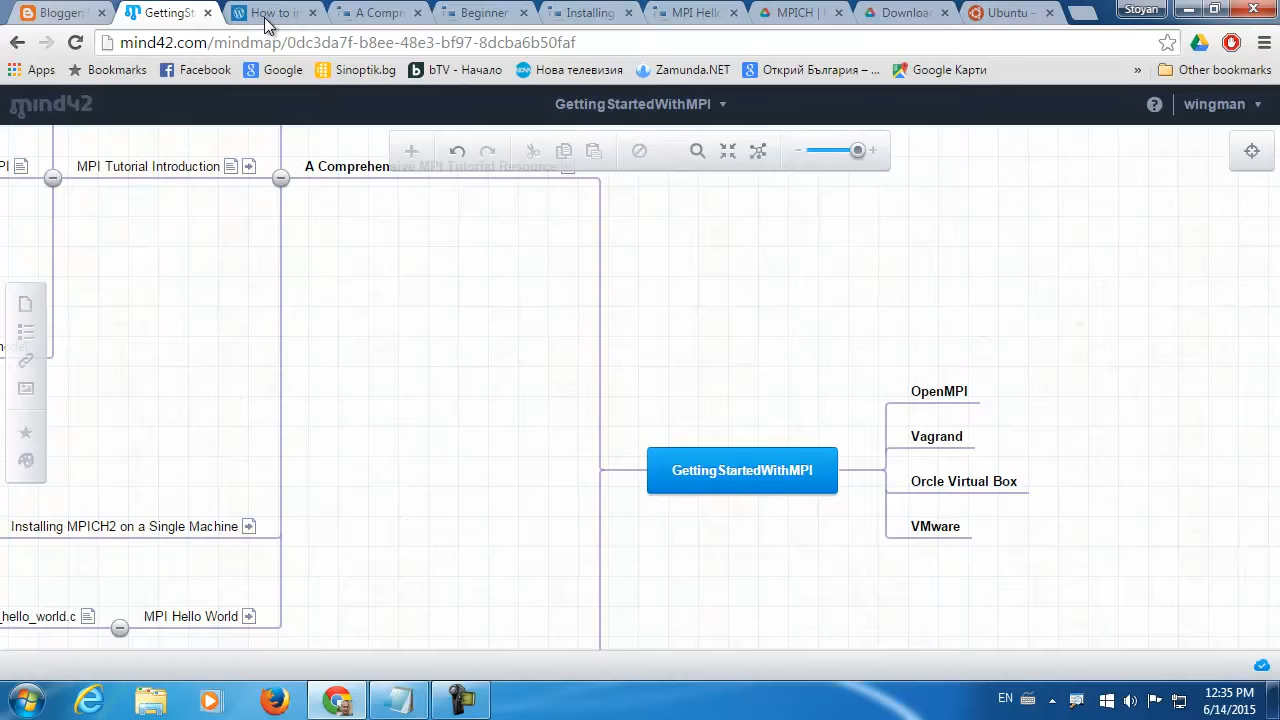 Blogger:
GettingSt
How to in
A Compr
Beginner
Installing
MPI Hell
MPICH |
Downloa
Ubuntu –
Stoyan
mind42.com/mindmap/0dc3da7f-b8ee-48e3-bf97-8dcba6b50faf
Apps
Bookmarks
Facebook
Google
Sinoptik.bg
bTV - Начало
Нова телевизия
Zamunda.NET
Открий България – ...
Google Карти
»
Other bookmarks
mind42
GettingStartedWithMPI
wingman
PI
MPI Tutorial Introduction
A Comprehensive MPI Tutorial Resource
OpenMPI
Vagrand
GettingStartedWithMPI
Orcle Virtual Box
Installing MPICH2 on a Single Machine
VMware
_hello_world.c
MPI Hello World
EN
12:35 PM
6/14/2015